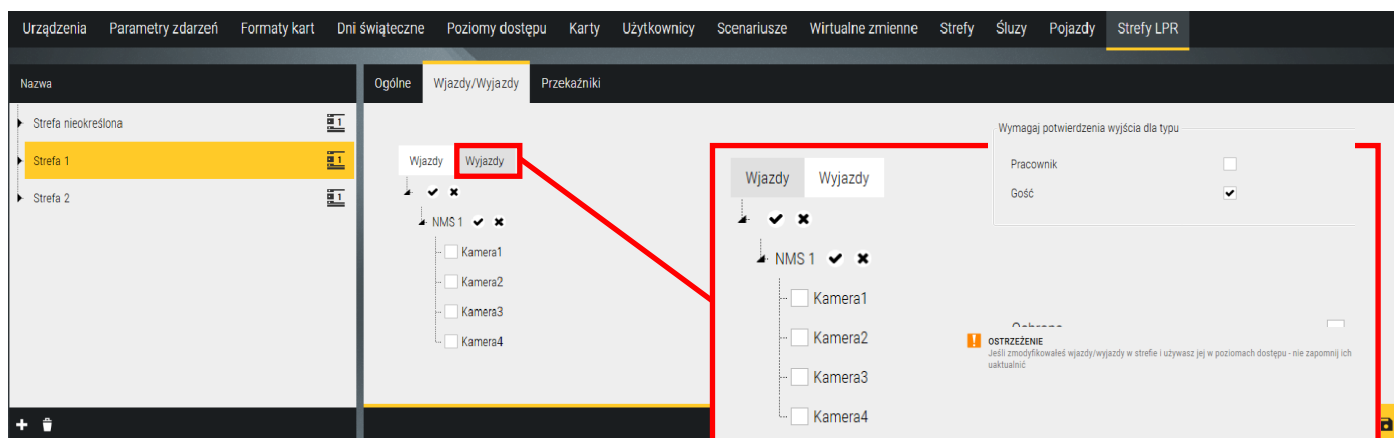 Urządzenia Parametry zdarzeń Formaty kart Dni świąteczne Poziomy dostępu Karty Użytkownicy Scenariusze Wirtualne zmienne Strefy Śluzy Pojazdy Strefy LPR
Nazwa
Strefa nieokreślona 1
Strefa 1 1
Strefa 2 1
Ogólne Wjazdy/Wyjazdy Przekaźniki
Wjazdy Wyjazdy
NMS 1
Kamera1
Kamera2
Kamera3
Kamera4
Wjazdy Wyjazdy
NMS 1
Kamera1
Kamera2
Kamera3
Kamera4
Wymagaj potwierdzenia wyjścia dla typu
Pracownik
Gość
OSTRZEŻENIE
Jeśli zmodyfikowałeś wjazdy/wyjazdy w strefie i używasz jej w poziomach dostępu - nie zapomnij ich
uaktualnić